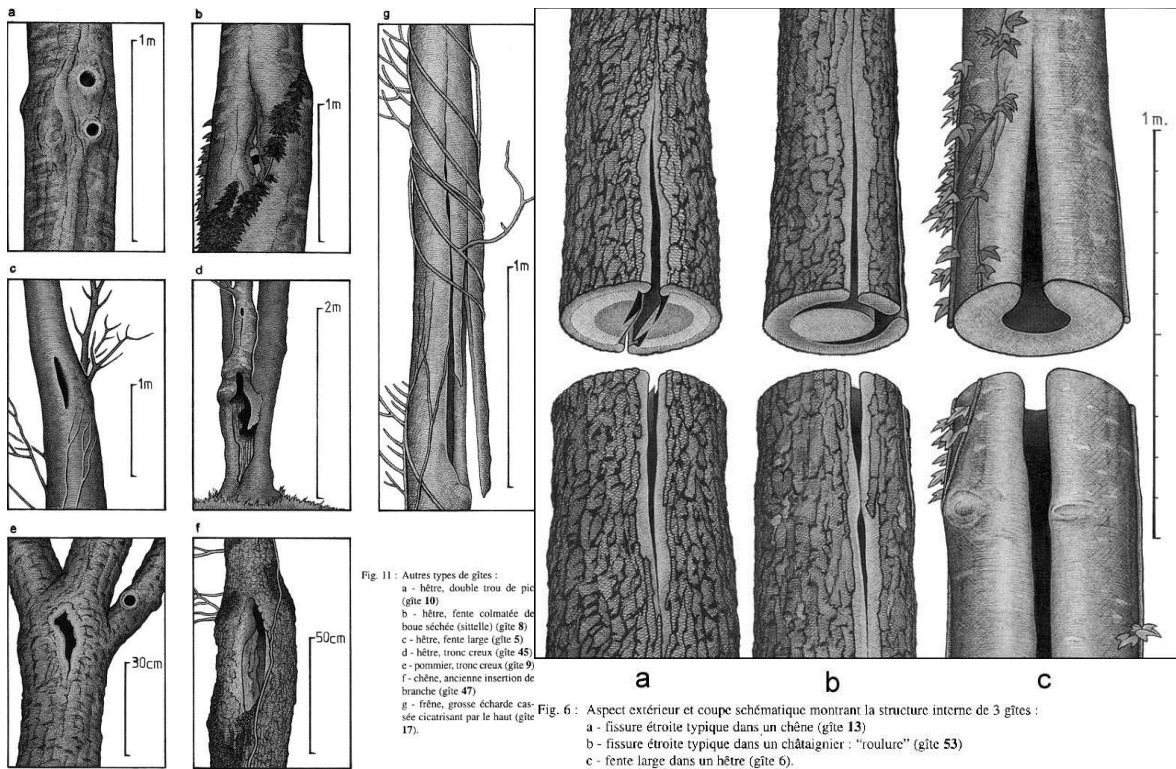 a
1m
b
1m
c
1m
d
2m
e
30cm
f
50cm
g
1m
Fig. 11 : Autres types de gîtes :
a - hêtre, double trou de pic
(gîte 10)
b - hêtre, fente colmatée de
boue séchée (sittelle) (gîte 8)
c - hêtre, fente large (gîte 5)
d - hêtre, tronc creux (gîte 45)
e - pommier, tronc creux (gîte 9)
f - chêne, ancienne insertion de
branche (gîte 47)
g - frêne, grosse écharde cas-
sée cicatrisant par le haut (gîte
17).
1m.
a
b
c
Fig. 6 : Aspect extérieur et coupe schématique montrant la structure interne de 3 gîtes :
a - fissure étroite typique dans un chêne (gîte 13)
b - fissure étroite typique dans un châtaignier : "roulure" (gîte 53)
c - fente large dans un hêtre (gîte 6).